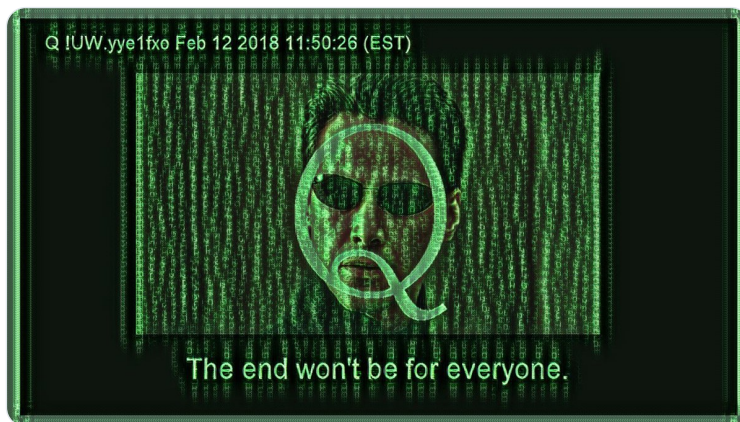 Q !UW.yye1fxo Feb 12 2018 11:50:26 (EST)
Q
The end won't be for everyone.